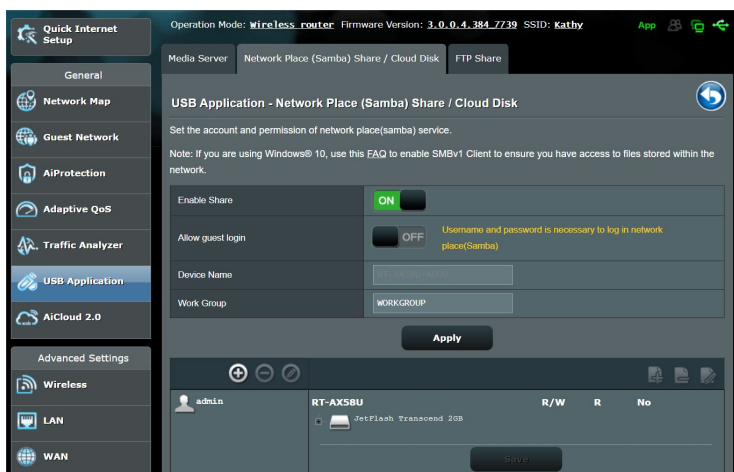 Quick Internet
Setup
Operation Mode: Wireless router Firmware Version: 3.0.0.4.384_7739 SSID: Kathy
App
Media Server
Network Place (Samba) Share / Cloud Disk
FTP Share
General
Network Map
Guest Network
AiProtection
Adaptive QoS
Traffic Analyzer
USB Application
AiCloud 2.0
Advanced Settings
Wireless
LAN
WAN
USB Application - Network Place (Samba) Share / Cloud Disk
Set the account and permission of network place(samba) service.
Note: If you are using Windows® 10, use this FAQ to enable SMBv1 Client to ensure you have access to files stored within the
network.
Enable Share
ON
Allow guest login
OFF
Username and password is necessary to log in network
place(Samba)
Device Name
Work Group
WORKGROUP
Apply
admin
RT-AX58U
R/W
R
No
JetFlash Transcend 2GB
Save